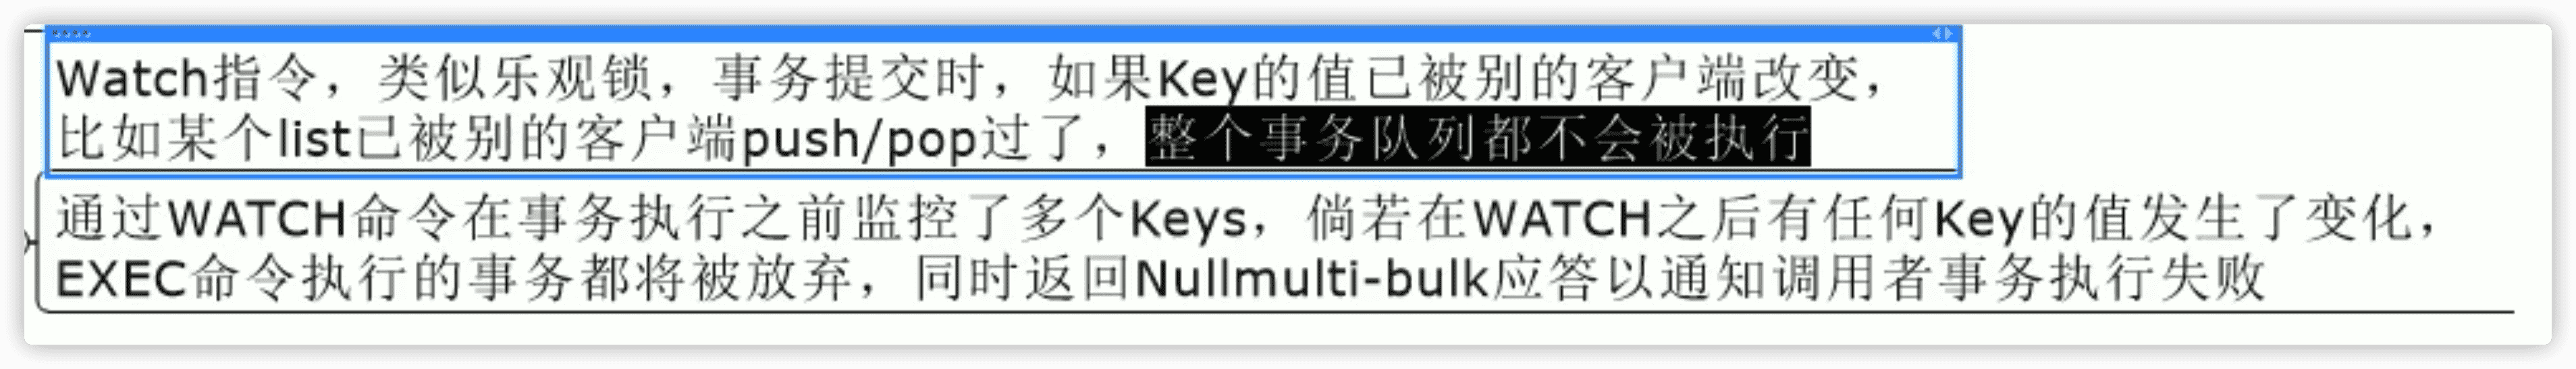 Watch指令，类似乐观锁，事务提交时，如果Key的值已被别的客户端改变，
比如某个list已被别的客户端push/pop过了，整个事务队列都不会被执行
通过WATCH命令在事务执行之前监控了多个Keys，倘若在WATCH之后有任何Key的值发生了变化，
EXEC命令执行的事务都将被放弃，同时返回Nullmulti-bulk应答以通知调用者事务执行失败